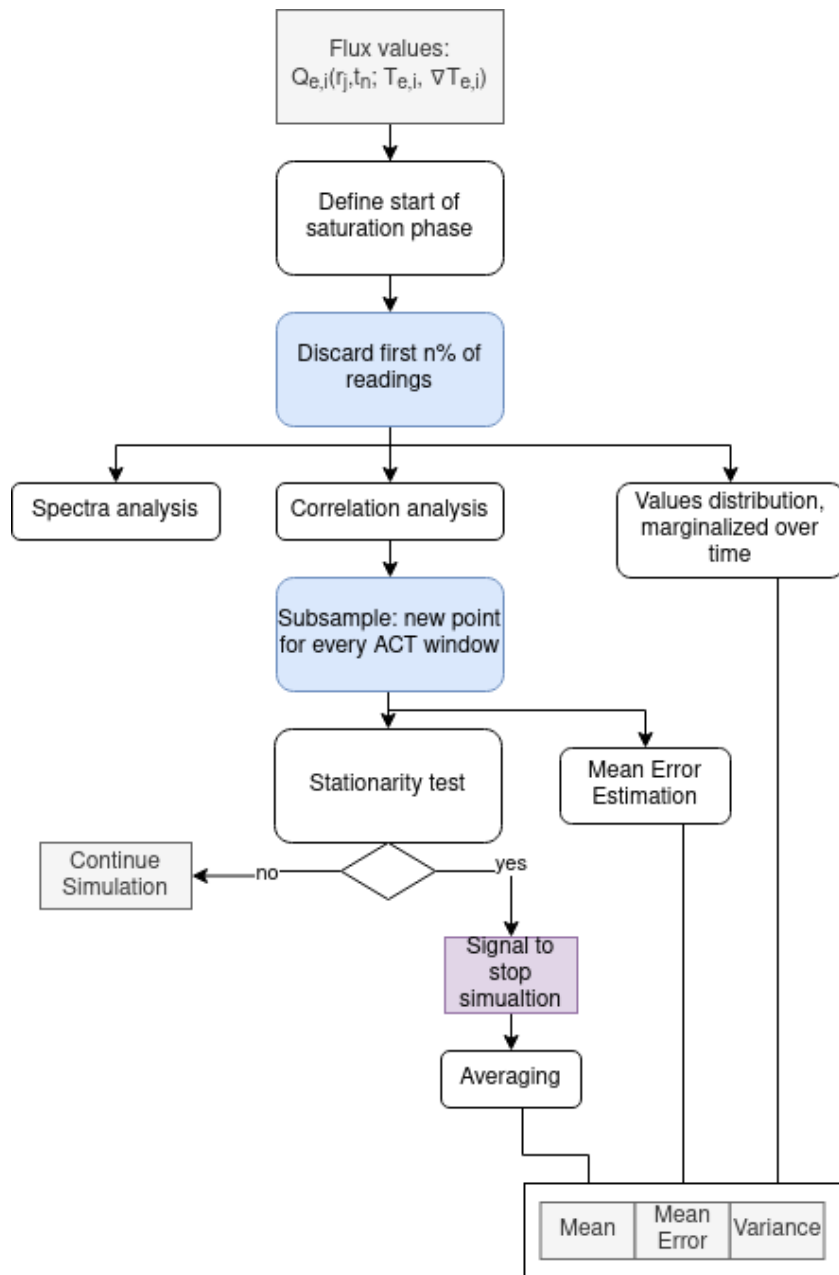 Flux values:
Qe,i(rj,tn; Te,i, ∇Te,i)
Define start of
saturation phase
Discard first n% of
readings
Spectra analysis
Correlation analysis
Values distribution,
marginalized over
time
Subsample: new point
for every ACT window
Stationarity test
Mean Error
Estimation
Continue
Simulation
no
yes
Signal to
stop
simualtion
Averaging
Mean
Mean
Error
Variance